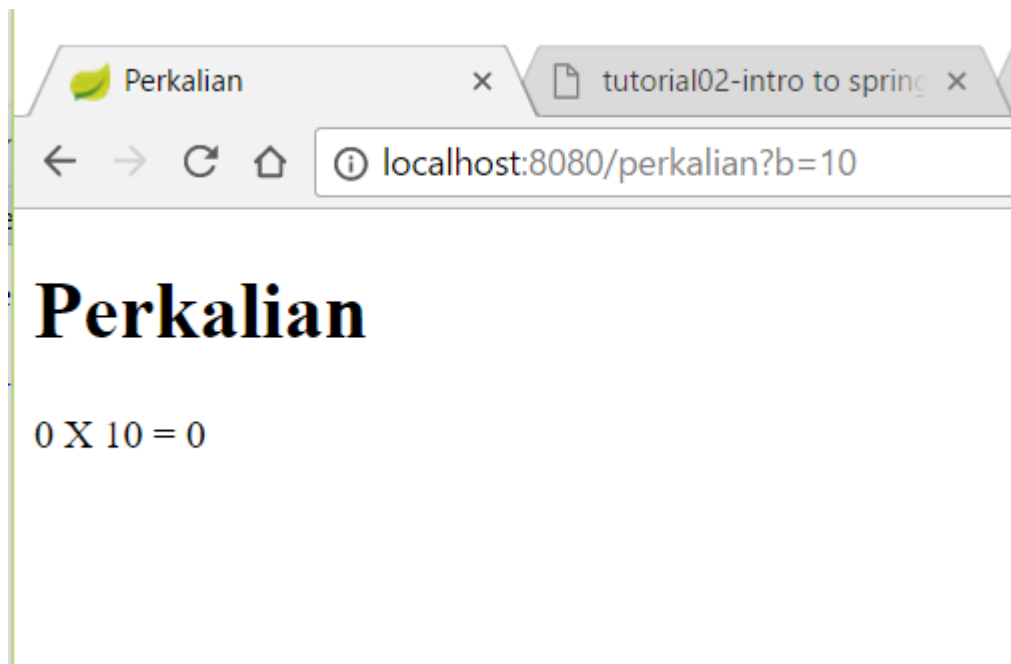 Perkalian
tutorial02-intro to spring
localhost:8080/perkalian?b=10
Perkalian
0 X 10 = 0